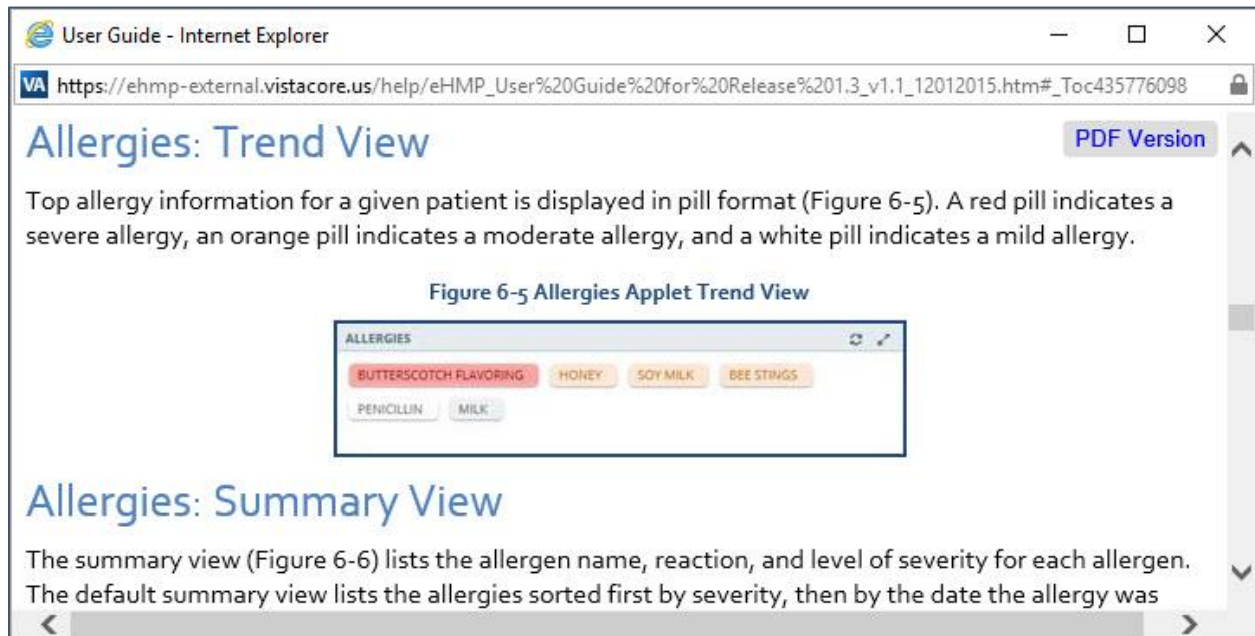 User Guide - Internet Explorer
VA https://ehmp-external.vistacore.us/help/eHMP_User%20Guide%20for%20Release%201.3_v1.1_12012015.htm#_Toc435776098
Allergies: Trend View
PDF Version
Top allergy information for a given patient is displayed in pill format (Figure 6-5). A red pill indicates a
severe allergy, an orange pill indicates a moderate allergy, and a white pill indicates a mild allergy.
Figure 6-5 Allergies Applet Trend View
ALLERGIES
BUTTERSCOTCH FLAVORING HONEY SOY MILK BEE STINGS
PENICILLIN MILK
Allergies: Summary View
The summary view (Figure 6-6) lists the allergen name, reaction, and level of severity for each allergen.
The default summary view lists the allergies sorted first by severity, then by the date the allergy was